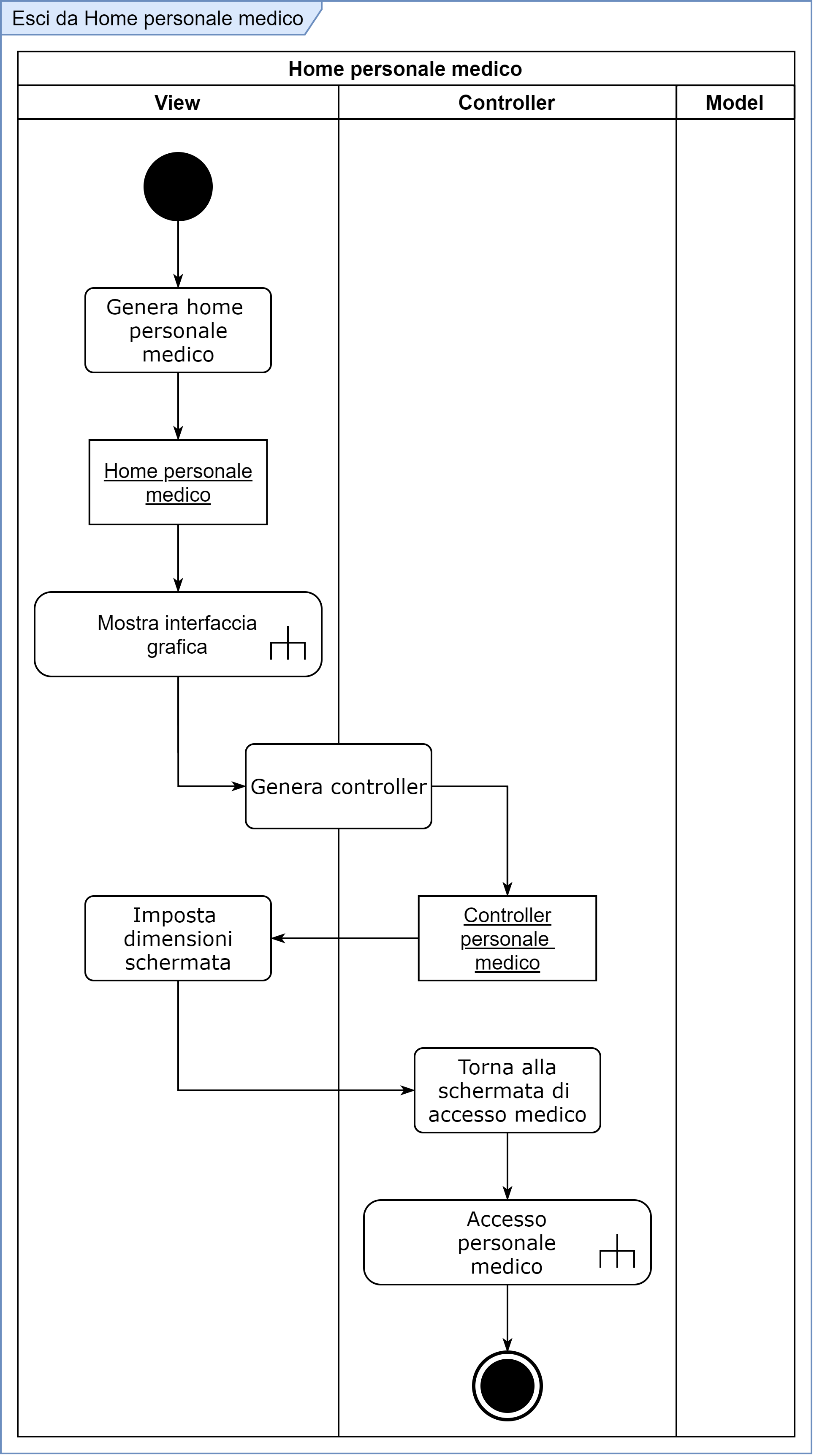 Esci da Home personale medico
Home personale medico
View
Controller
Model
Genera home
personale
medico
Home personale
medico
Mostra interfaccia
grafica
Genera controller
Imposta
dimensioni
schermata
Controller
personale
medico
Torna alla
schermata di
accesso medico
Accesso
personale
medico